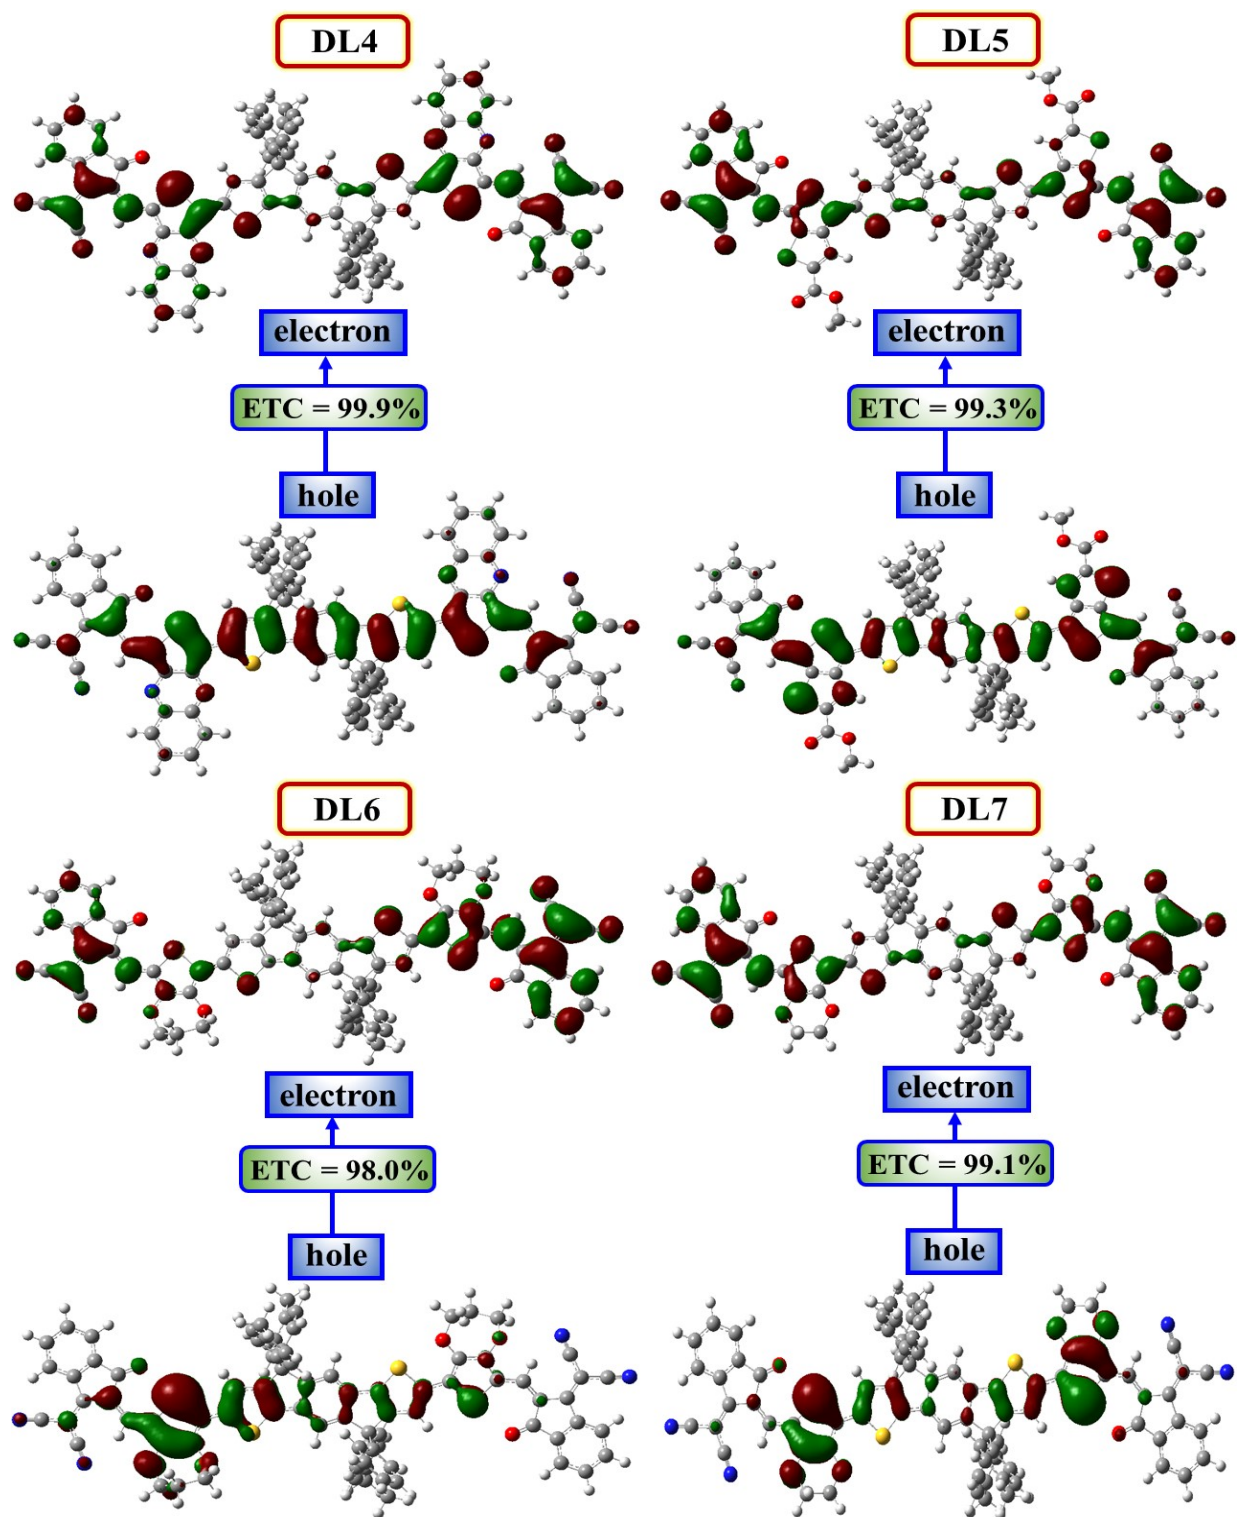 DL4
DL5
electron
electron
ETC = 99.9%
ETC = 99.3%
hole
hole
DL6
DL7
electron
electron
ETC = 98.0%
ETC = 99.1%
hole
hole